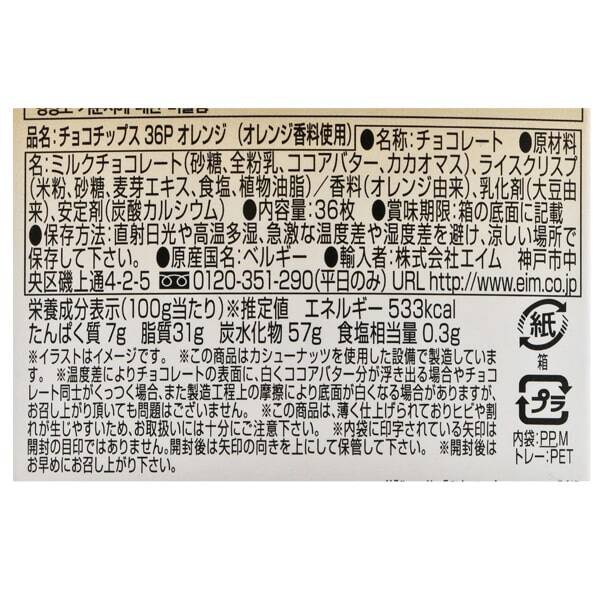 品名:チョコチップス 36P オレンジ (オレンジ香料使用) ●名称:チョコレート ●原材料
名:ミルクチョコレート(砂糖、全粉乳、ココアバター、カカオマス)、ライスクリスプ
(米粉、砂糖、麦芽エキス、食塩、植物油脂)／香料(オレンジ由来)、乳化剤(大豆由
来)、安定剤(炭酸カルシウム) ●内容量:36枚 ●賞味期限:箱の底面に記載
●保存方法:直射日光や高温多湿、急激な温度差や湿度差を避け、涼しい場所で
保存して下さい。 ●原産国名:ベルギー ●輸入者:株式会社エイム 神戸市中
央区磯上通4-2-5 0120-351-290(平日のみ) URL http://www.eim.co.jp
栄養成分表示(100g当たり)※推定値 エネルギー 533kcal
たんぱく質 7g 脂質31g 炭水化物 57g 食塩相当量 0.3g
※イラストはイメージです。 ※この商品はカシューナッツを使用した設備で製造していま
す。 ※温度差によりチョコレートの表面に、白くココアバター分が浮き出る場合やチョコ
レート同士がくっつく場合、また製造工程上の摩擦により底面が白くなる場合がありますが、
お召し上がり頂いても問題はございません。 ※この商品は、薄く仕上げられておりヒビや割
れが生じやすいため、お取扱いには十分にご注意下さい。 ※内袋に印字されている矢印は
開封の目印ではありません。開封後は矢印の向きを上にして保管して下さい。 ※開封後は
お早めにお召し上がり下さい。
紙
箱
プラ
内袋:PP,M
トレー:PET